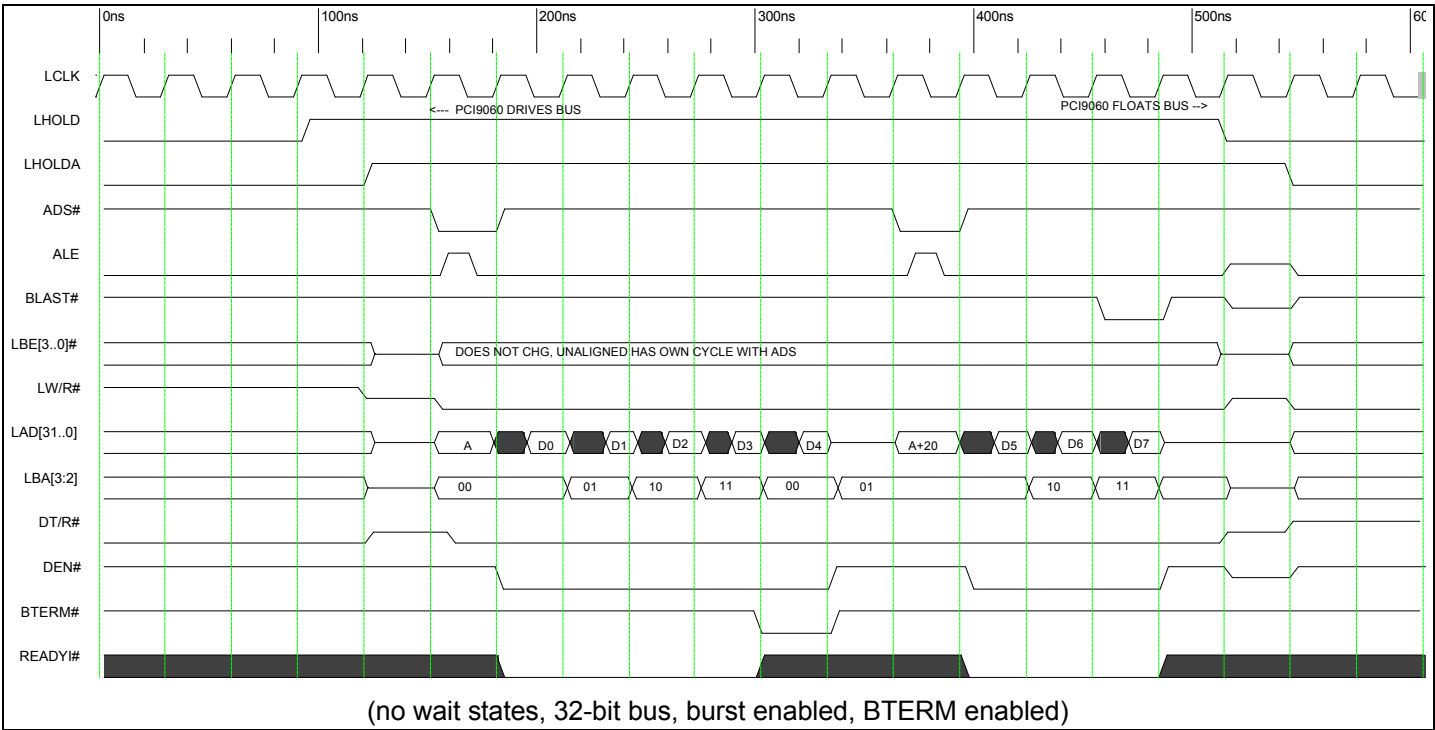 0ns 100ns 200ns 300ns 400ns 500ns 60
LCLK
<--- PCI9060 DRIVES BUS PCI9060 FLOATS BUS -->
LHOLD
LHOLDA
ADS#
ALE
BLAST#
LBE[3..0]# DOES NOT CHG, UNALIGNED HAS OWN CYCLE WITH ADS
LW/R#
LAD[31..0] A D0 D1 D2 D3 D4 A+20 D5 D6 D7
LBA[3:2] 00 01 10 11 00 01 10 11
DT/R#
DEN#
BTERM#
READYI#
(no wait states, 32-bit bus, burst enabled, BTERM enabled)